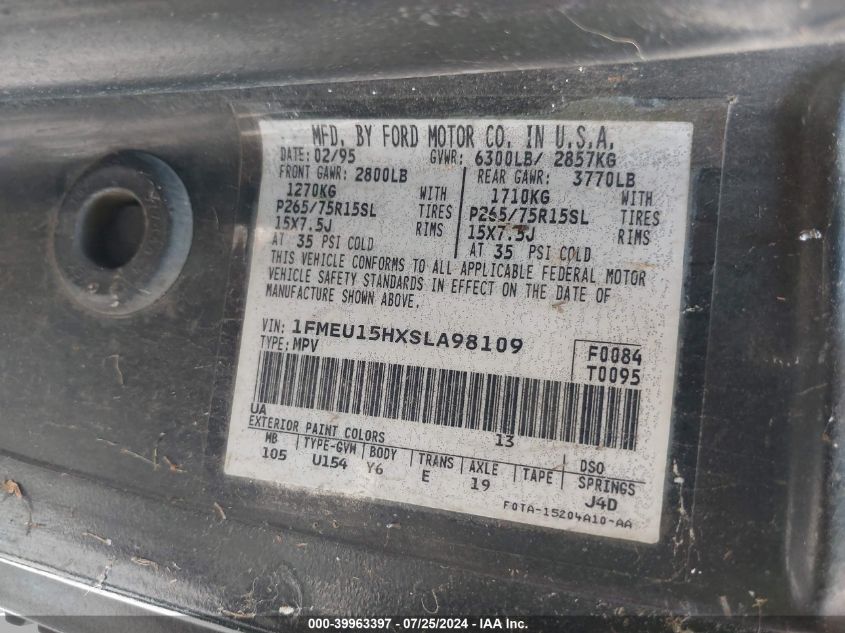 MFD. BY FORD MOTOR CO. IN U.S.A.
DATE: 02/95 GVWR: 6300LB/ 2857KG
FRONT GAWR: 2800LB REAR GAWR: 3770LB
1270KG WITH 1710KG WITH
P265/75R15SL TIRES P265/75R15SL TIRES
15X7.5J RIMS 15X7.5J RIMS
AT 35 PSI COLD AT 35 PSI COLD
THIS VEHICLE CONFORMS TO ALL APPLICABLE FEDERAL MOTOR
VEHICLE SAFETY STANDARDS IN EFFECT ON THE DATE OF
MANUFACTURE SHOWN ABOVE.
VIN: 1FMEU15HXSLA98109 F0084
TYPE: MPV T0095
UA 13
EXTERIOR PAINT COLORS DSO
MB TYPE-GVM BODY TRANS AXLE TAPE SPRINGS
105 U154 Y6 E 19 J4D
F0TA-15204A10-AA
000-39963397 - 07/25/2024 - IAA Inc.